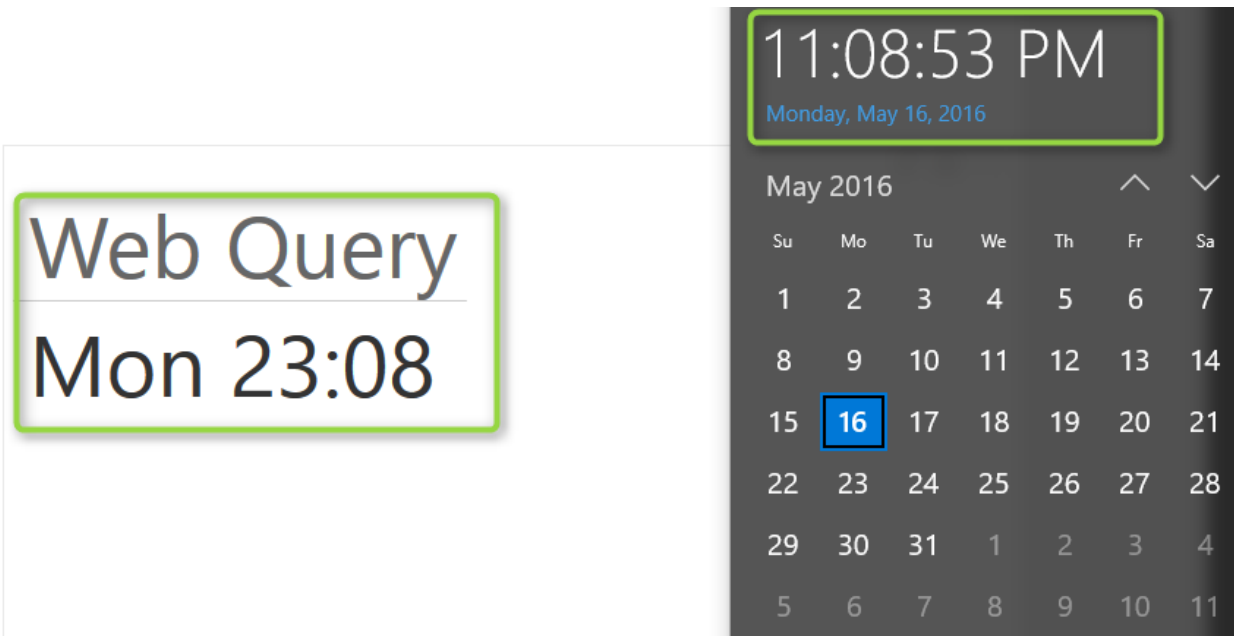 Web Query
Mon 23:08
11:08:53 PM
Monday, May 16, 2016
May 2016
Su Mo Tu We Th Fr Sa
1 2 3 4 5 6 7
8 9 10 11 12 13 14
15 16 17 18 19 20 21
22 23 24 25 26 27 28
29 30 31 1 2 3 4
5 6 7 8 9 10 11